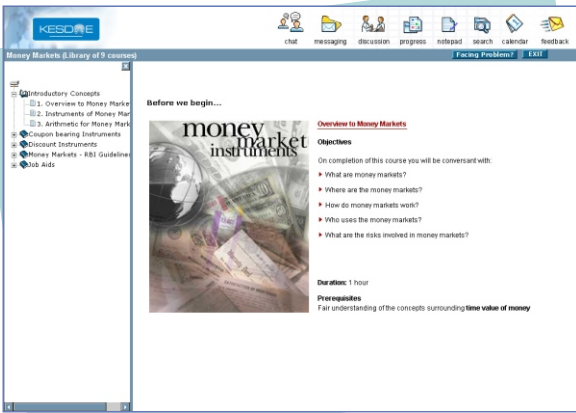 KESDEE
chat messaging discussion progress notepad search calendar feedback
Money Markets (Library of 9 courses)
Facing Problem? EXIT
Introductory Concepts
1. Overview to Money Marke
2. Instruments of Money Mar
3. Arithmetic for Money Mark
Coupon bearing Instruments
Discount Instruments
Money Markets - RBI Guideline
Job Aids
Before we begin...
money
market
instruments
Overview to Money Markets
Objectives
On completion of this course you will be conversant with:
What are money markets?
Where are the money markets?
How do money markets work?
Who uses the money markets?
What are the risks involved in money markets?
Duration: 1 hour
Prerequisites
Fair understanding of the concepts surrounding time value of money